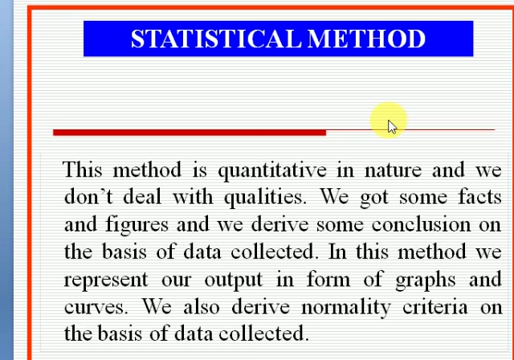 STATISTICAL METHOD
This method is quantitative in nature and we
don't deal with qualities. We got some facts
and figures and we derive some conclusion on
the basis of data collected. In this method we
represent our output in form of graphs and
curves. We also derive normality criteria on
the basis of data collected.